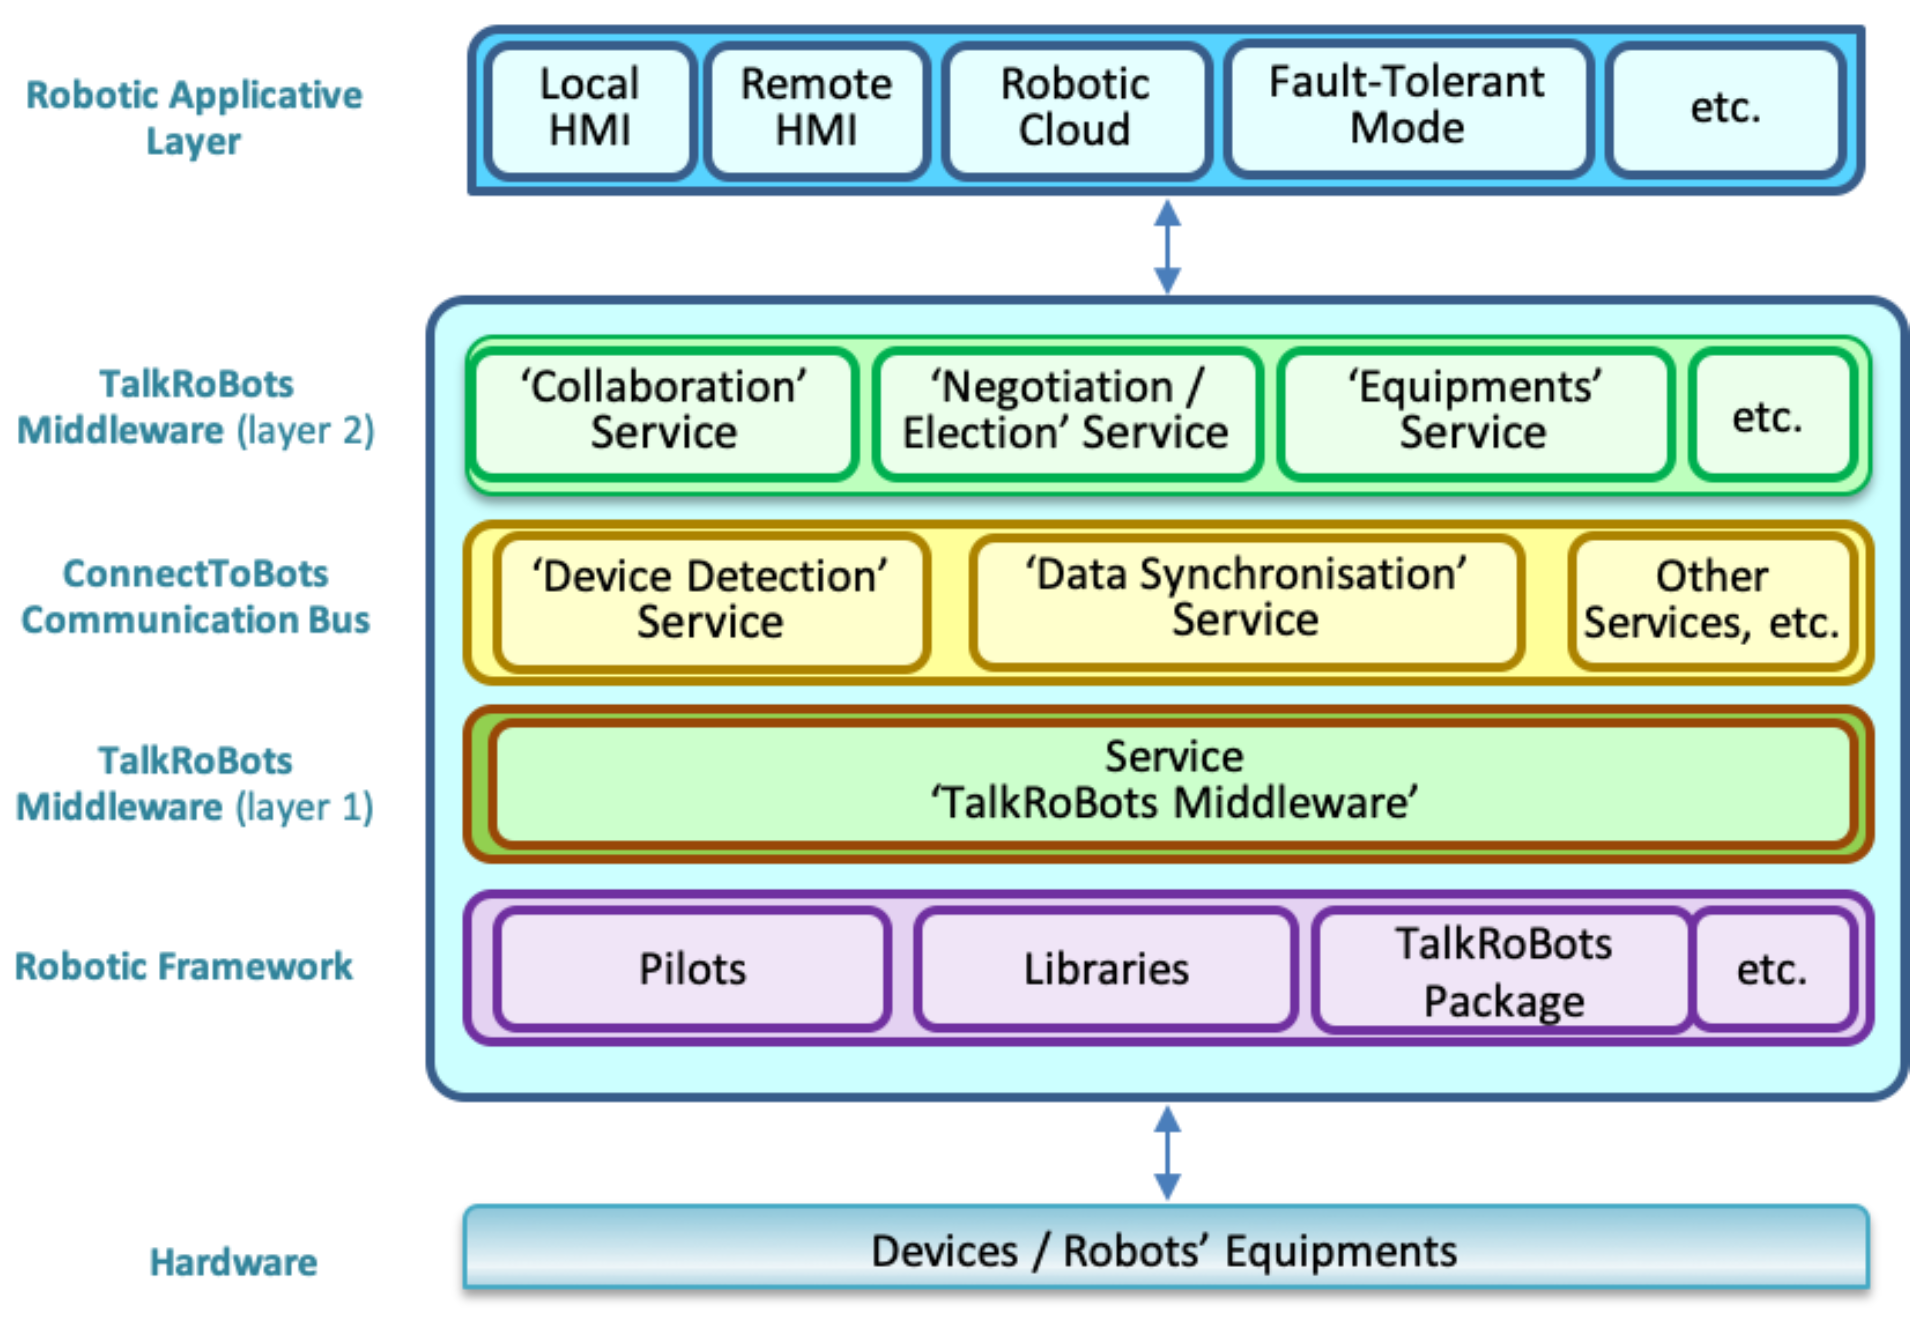 Robotic Applicative
Layer
Local
HMI
Remote
HMI
Robotic
Cloud
Fault-Tolerant
Mode
etc.
TalkRoBots
Middleware (layer 2)
‘Collaboration’
Service
‘Negotiation /
Election’ Service
‘Equipments’
Service
etc.
ConnectToBots
Communication Bus
‘Device Detection’
Service
‘Data Synchronisation’
Service
Other
Services, etc.
TalkRoBots
Middleware (layer 1)
Service
‘TalkRoBots Middleware’
Robotic Framework
Pilots
Libraries
TalkRoBots
Package
etc.
Hardware
Devices / Robots’ Equipments